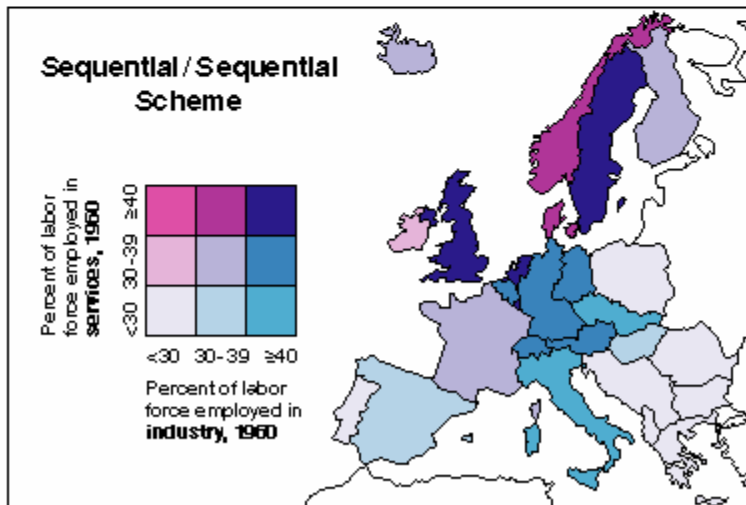 Sequential/Sequential
Scheme
Percent of labor
force employed in
services, 1960
≥40
30-39
<30
<30 30-39 ≥40
Percent of labor
force employed in
industry, 1960